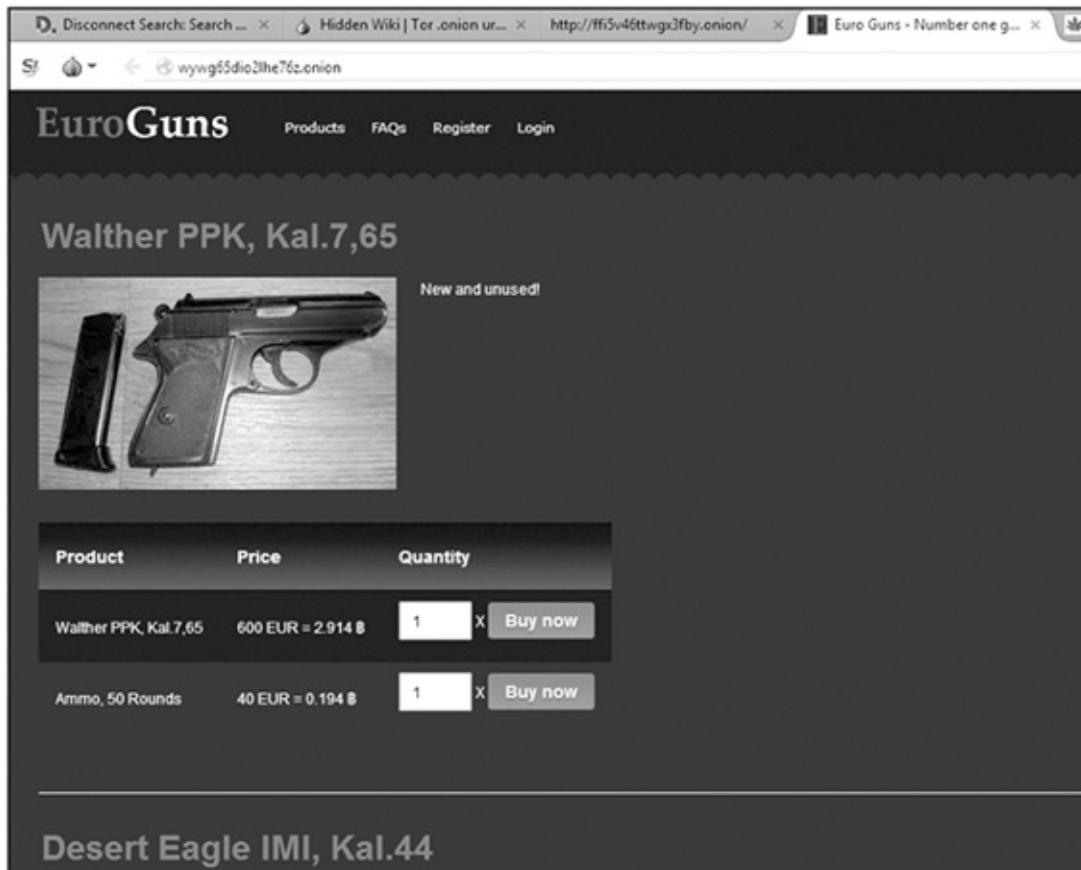 Disconnect Search: Search ...
Hidden Wiki | Tor .onion ur...
http://ffi5v46ttwgx3fby.onion/
Euro Guns - Number one g...
wywg65dio2lhe76z.onion
EuroGuns
Products
FAQs
Register
Login
Walther PPK, Kal.7,65
New and unused!
Product Price Quantity
Walther PPK, Kal.7,65 600 EUR = 2.914 ฿ 1 X Buy now
Ammo, 50 Rounds 40 EUR = 0.194 ฿ 1 X Buy now
Desert Eagle IMI, Kal.44